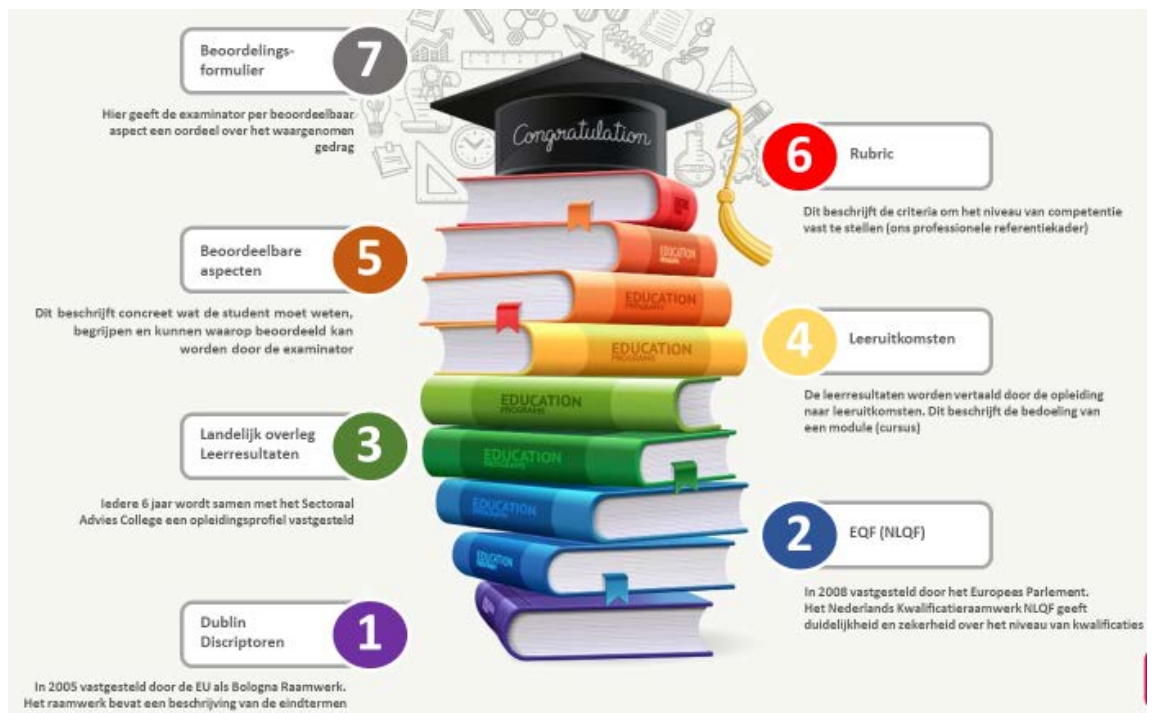 Beoordelings-
formulier
7
Hier geeft de examinator per beoordeelbaar
aspect een oordeel over het waargenomen
gedrag
Congratulation
6
Rubric
Dit beschrijft de criteria om het niveau van competentie
vast te stellen (ons professionele referentiekader)
Beoordeelbare
aspecten
5
Dit beschrijft concreet wat de student moet weten,
begrijpen en kunnen waarop beoordeeld kan
worden door de examinator
EDUCATION
EDUCATION
PROGRAMS
EDUCATION
PROGRAMS
4
Leeruitkomsten
De leerresultaten worden vertaald door de opleiding
naar leeruitkomsten. Dit beschrijft de bedoeling van
een module (cursus)
EDUCATION
PROGRAMS
Landelijk overleg
Leerresultaten
3
Iedere 6 jaar wordt samen met het Sectoraal
Advies College een opleidingsprofiel vastgesteld
EDUCATION
PROGRAMS
EDUCATION
PROGRAMS
2
EQF (NLQF)
In 2008 vastgesteld door het Europees Parlement.
Het Nederlands Kwalificatieraamwerk NLQF geeft
duidelijkheid en zekerheid over het niveau van kwalificaties
EDUCATION
Dublin
Discriptoren
1
In 2005 vastgesteld door de EU als Bologna Raamwerk.
Het raamwerk bevat een beschrijving van de eindtermen